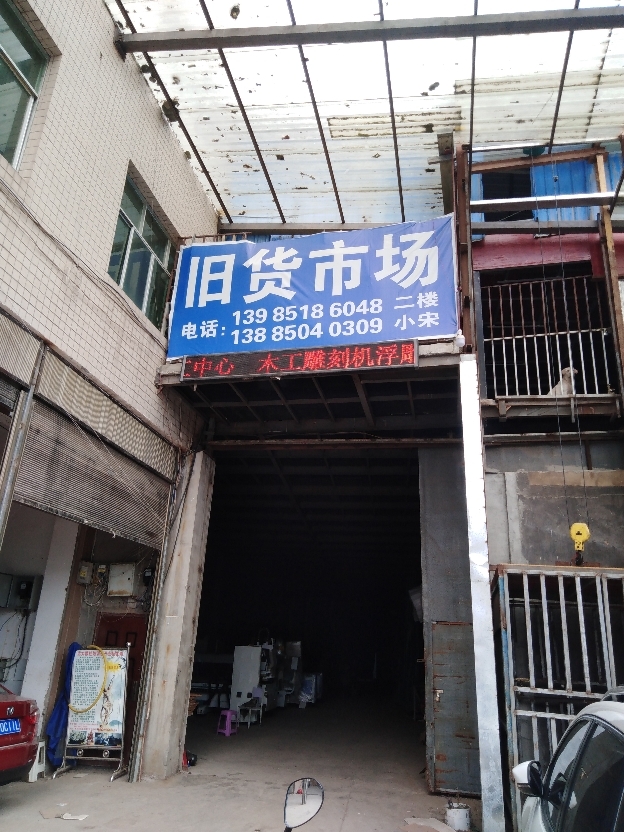 旧货市场
电话: 139 8518 6048 二楼
138 8504 0309 小宋
中心 木工雕刻机浮雕